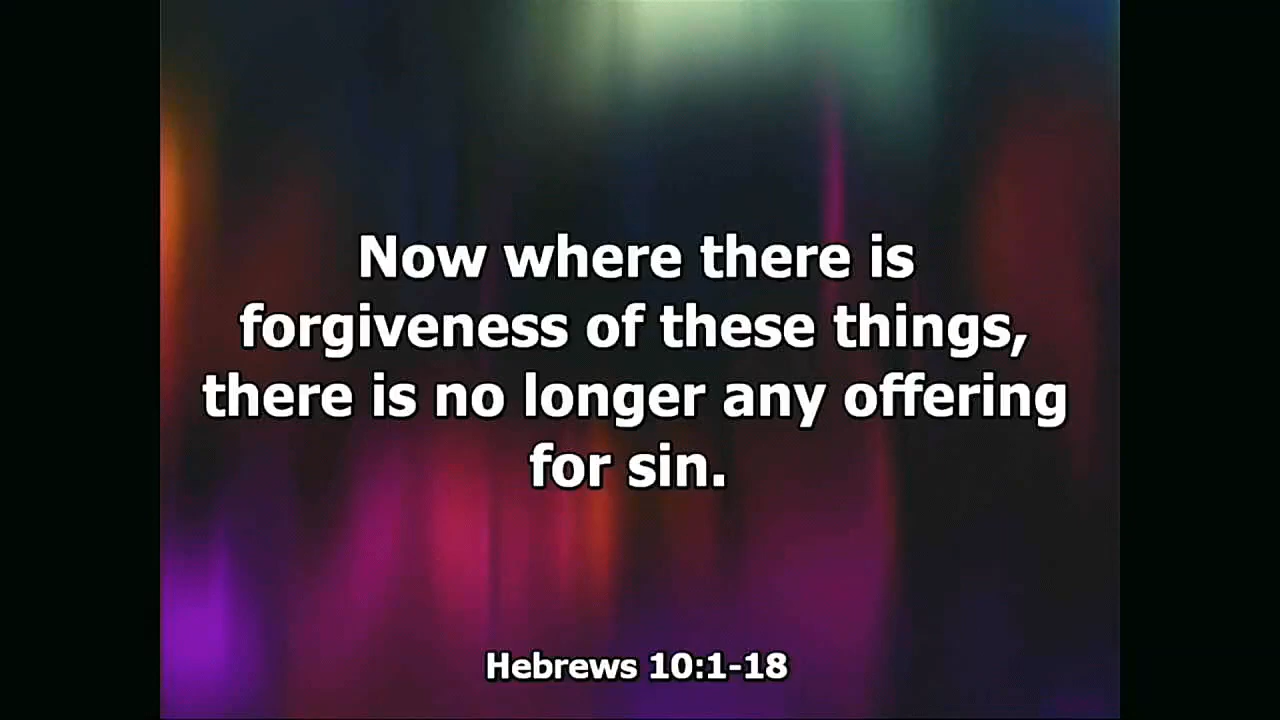 Now where there is
forgiveness of these things,
there is no longer any offering
for sin.
Hebrews 10:1-18